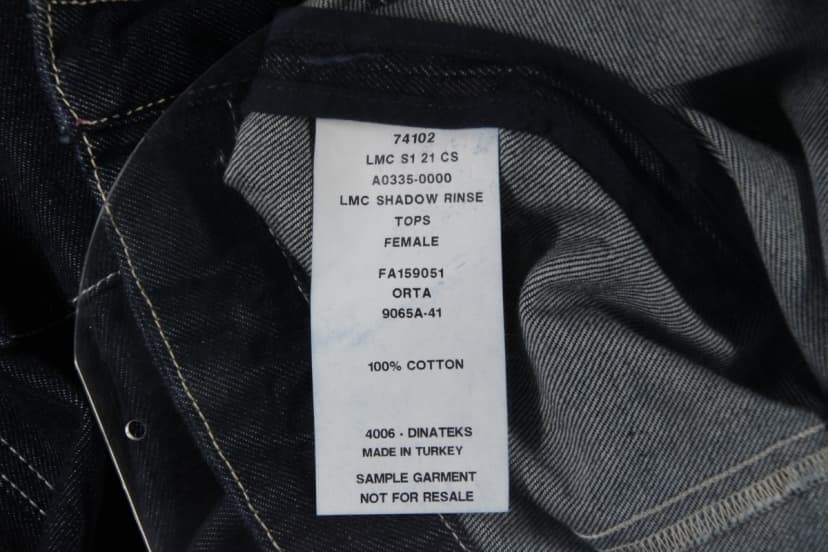 74102
LMC S1 21 CS
A0335-0000
LMC SHADOW RINSE
TOPS
FEMALE
FA159051
ORTA
9065A-41
100% COTTON
4006 - DINATEKS
MADE IN TURKEY
SAMPLE GARMENT
NOT FOR RESALE